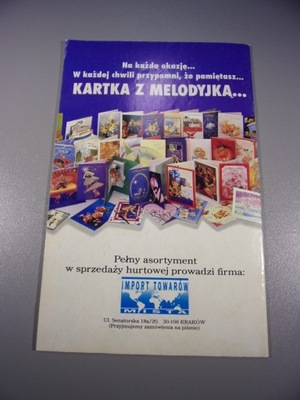 Na każdą okazję...
W każdej chwili przypomni, że pamiętasz...
KARTKA Z MELODYJKĄ...
Pełny asortyment
w sprzedaży hurtowej prowadzi firma:
IMPORT TOWARÓW
MISTA
Ul. Senatorska 18a/20, 30-106 KRAKÓW
(Przyjmujemy zamówienia na piśmie)